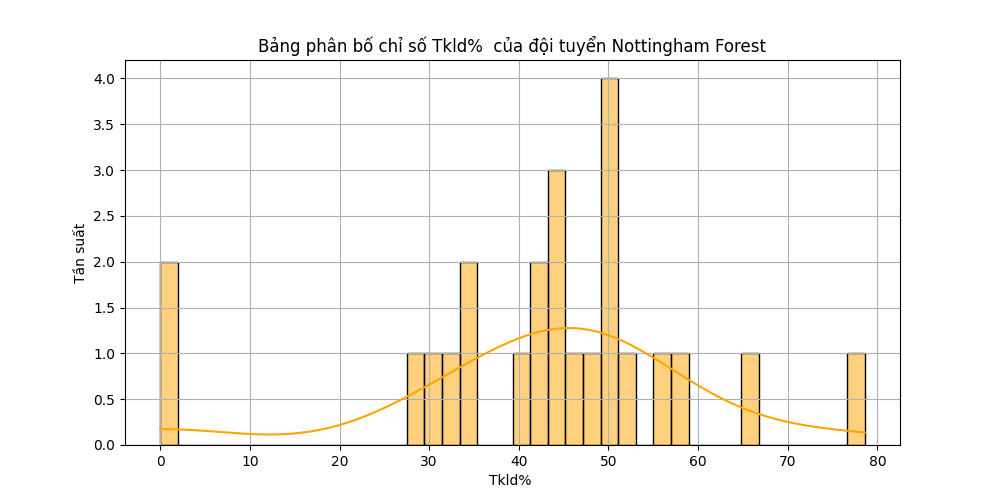 Bảng phân bố chỉ số Tkld%  của đội tuyển Nottingham Forest
4.0
3.5
3.0
2.5
2.0
1.5
1.0
0.5
0.0
Tần suất
0 10 20 30 40 50 60 70 80
Tkld%